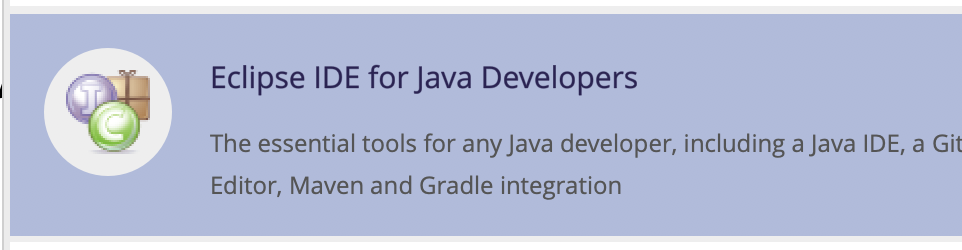 Eclipse IDE for Java Developers
The essential tools for any Java developer, including a Java IDE, a Git
Editor, Maven and Gradle integration